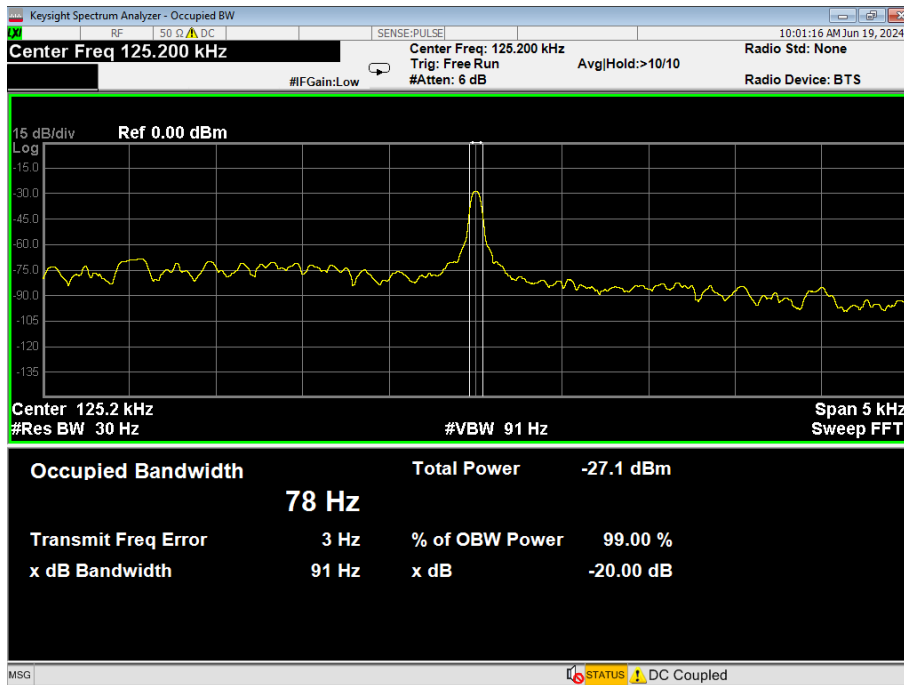 Keysight Spectrum Analyzer - Occupied BW
LXI RF 50 Ω DC SENSE:PULSE 10:01:16 AM Jun 19, 2024
Center Freq 125.200 kHz
Center Freq: 125.200 kHz Radio Std: None
Trig: Free Run Avg|Hold:>10/10
#IFGain:Low #Atten: 6 dB Radio Device: BTS
15 dB/div Ref 0.00 dBm
Log
-15.0
-30.0
-45.0
-60.0
-75.0
-90.0
-105
-120
-135
Center 125.2 kHz Span 5 kHz
#Res BW 30 Hz #VBW 91 Hz Sweep FFT
Occupied Bandwidth Total Power -27.1 dBm
78 Hz
Transmit Freq Error 3 Hz % of OBW Power 99.00 %
x dB Bandwidth 91 Hz x dB -20.00 dB
MSG STATUS DC Coupled